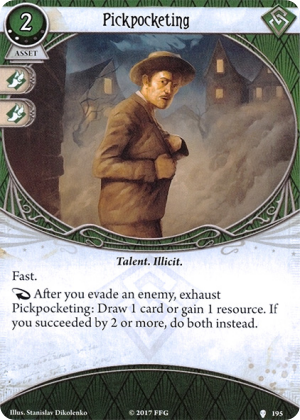 Pickpocketing
2
ASSET
Talent. Illicit.
Fast.
After you evade an enemy, exhaust
Pickpocketing: Draw 1 card or gain 1 resource. If
you succeeded by 2 or more, do both instead.
Illus. Stanislav Dikolenko
© 2017 FFG
195